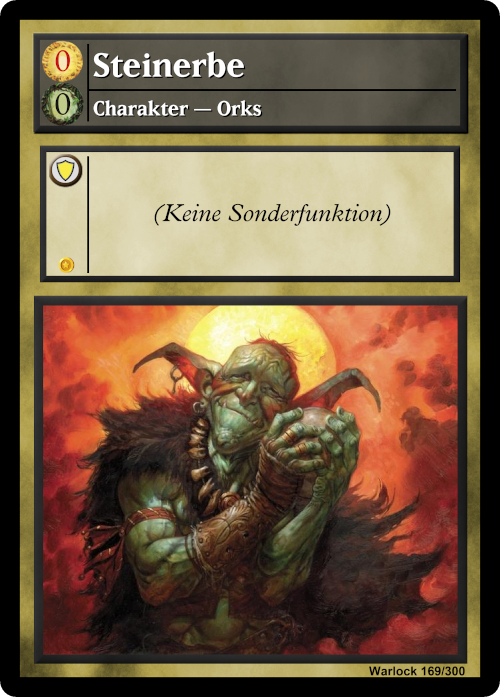 0
Steinerbe
0
Charakter — Orks
(Keine Sonderfunktion)
Warlock 169/300